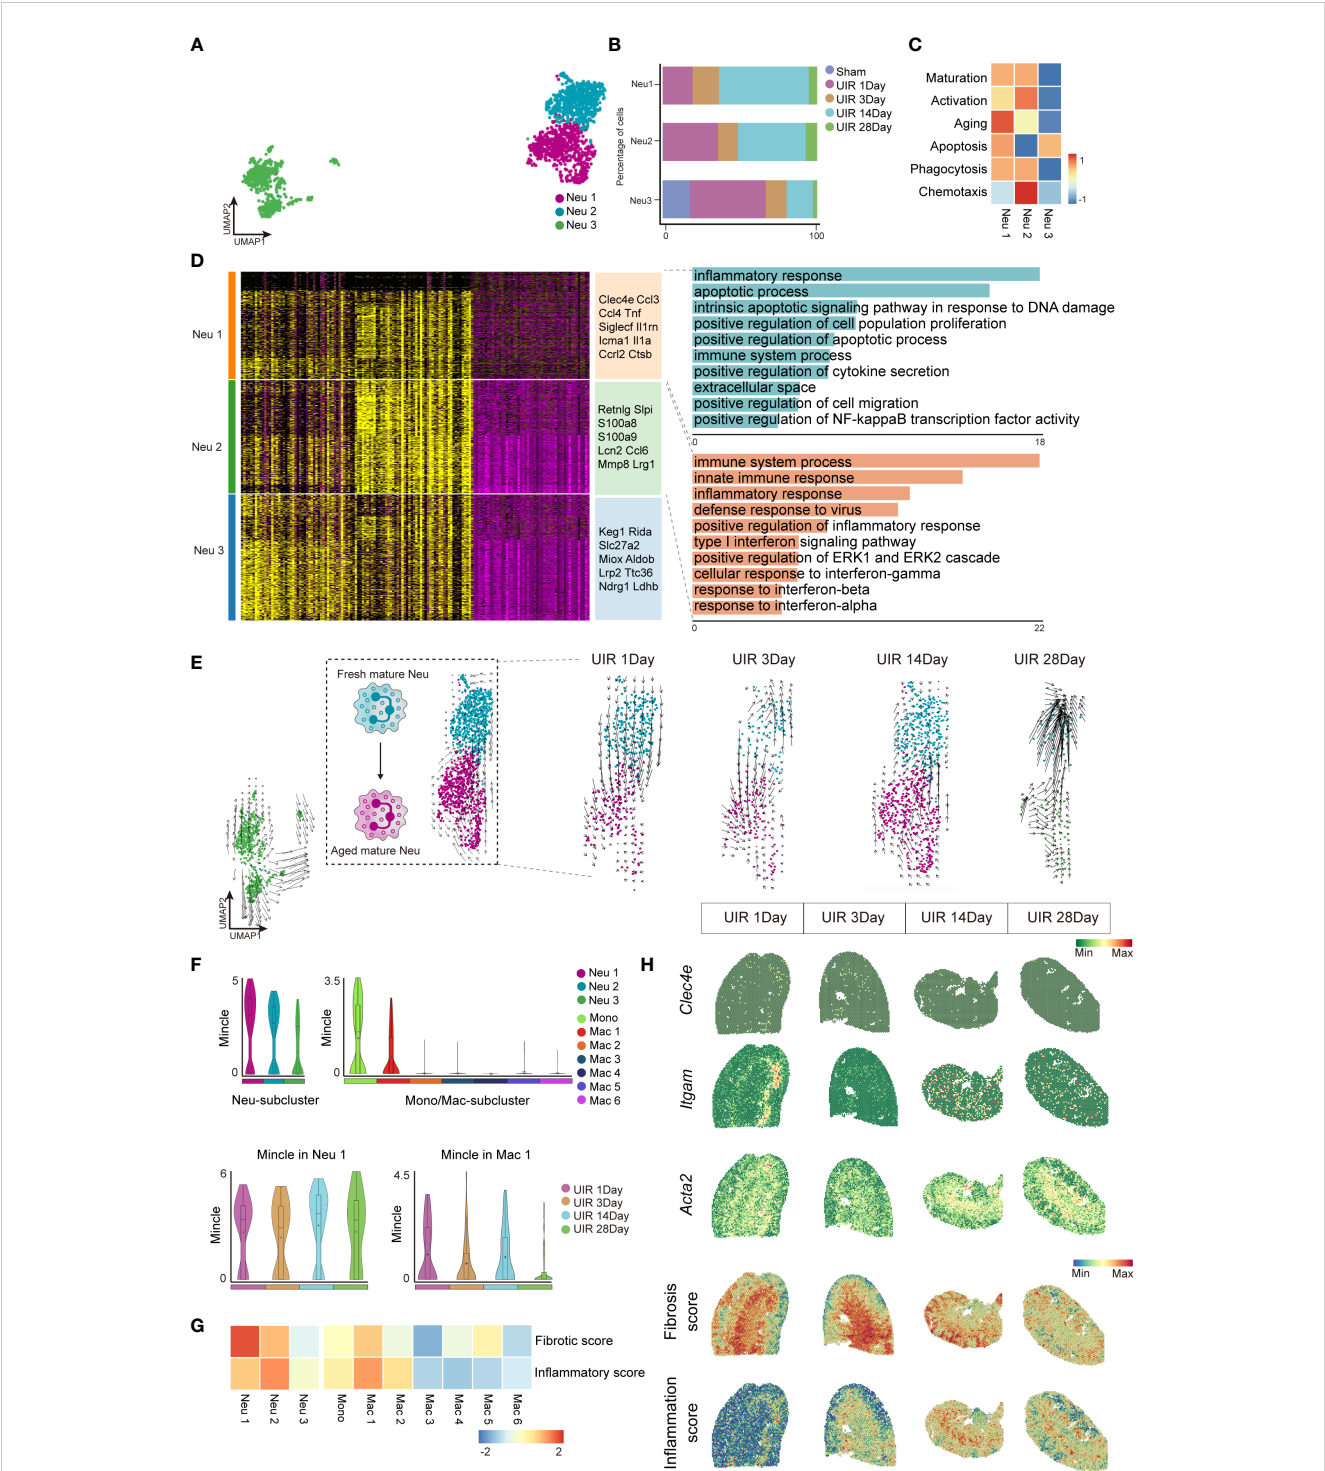 A
UMAP2
UMAP1
Neu 1
Neu 2
Neu 3
B
Percentage of cells
Neu1
Neu2
Neu3
0
100
Sham
UIR 1Day
UIR 3Day
UIR 14Day
UIR 28Day
C
Maturation
Activation
Aging
Apoptosis
Phagocytosis
Chemotaxis
Neu 1
Neu 2
Neu 3
1
-1
D
Neu 1
Neu 2
Neu 3
Clec4e Ccl3
Ccl4 Tnf
Siglecf Il1rn
Icma1 Il1a
Ccrl2 Ctsb
Retnlg Slpi
S100a8
S100a9
Lcn2 Ccl6
Mmp8 Lrg1
Keg1 Rida
Slc27a2
Miox Aldob
Lrp2 Ttc36
Ndrg1 Ldhb
inflammatory response
apoptotic process
intrinsic apoptotic signaling pathway in response to DNA damage
positive regulation of cell population proliferation
positive regulation of apoptotic process
immune system process
positive regulation of cytokine secretion
extracellular space
positive regulation of cell migration
positive regulation of NF-kappaB transcription factor activity
0
18
immune system process
innate immune response
inflammatory response
defense response to virus
positive regulation of inflammatory response
type I interferon signaling pathway
positive regulation of ERK1 and ERK2 cascade
cellular response to interferon-gamma
response to interferon-beta
response to interferon-alpha
0
22
E
UMAP2
UMAP1
Fresh mature Neu
Aged mature Neu
UIR 1Day
UIR 3Day
UIR 14Day
UIR 28Day
F
Mincle
5
0
Neu-subcluster
Mincle
3.5
0
Mono/Mac-subcluster
Neu 1
Neu 2
Neu 3
Mono
Mac 1
Mac 2
Mac 3
Mac 4
Mac 5
Mac 6
Mincle in Neu 1
Mincle
6
0
Mincle in Mac 1
Mincle
4.5
0
UIR 1Day
UIR 3Day
UIR 14Day
UIR 28Day
G
Fibrotic score
Inflammatory score
Neu 1
Neu 2
Neu 3
Mono
Mac 1
Mac 2
Mac 3
Mac 4
Mac 5
Mac 6
-2
2
H
UIR 1Day
UIR 3Day
UIR 14Day
UIR 28Day
Min
Max
Clec4e
Itgam
Acta2
Min
Max
Fibrosis
score
Inflammation
score